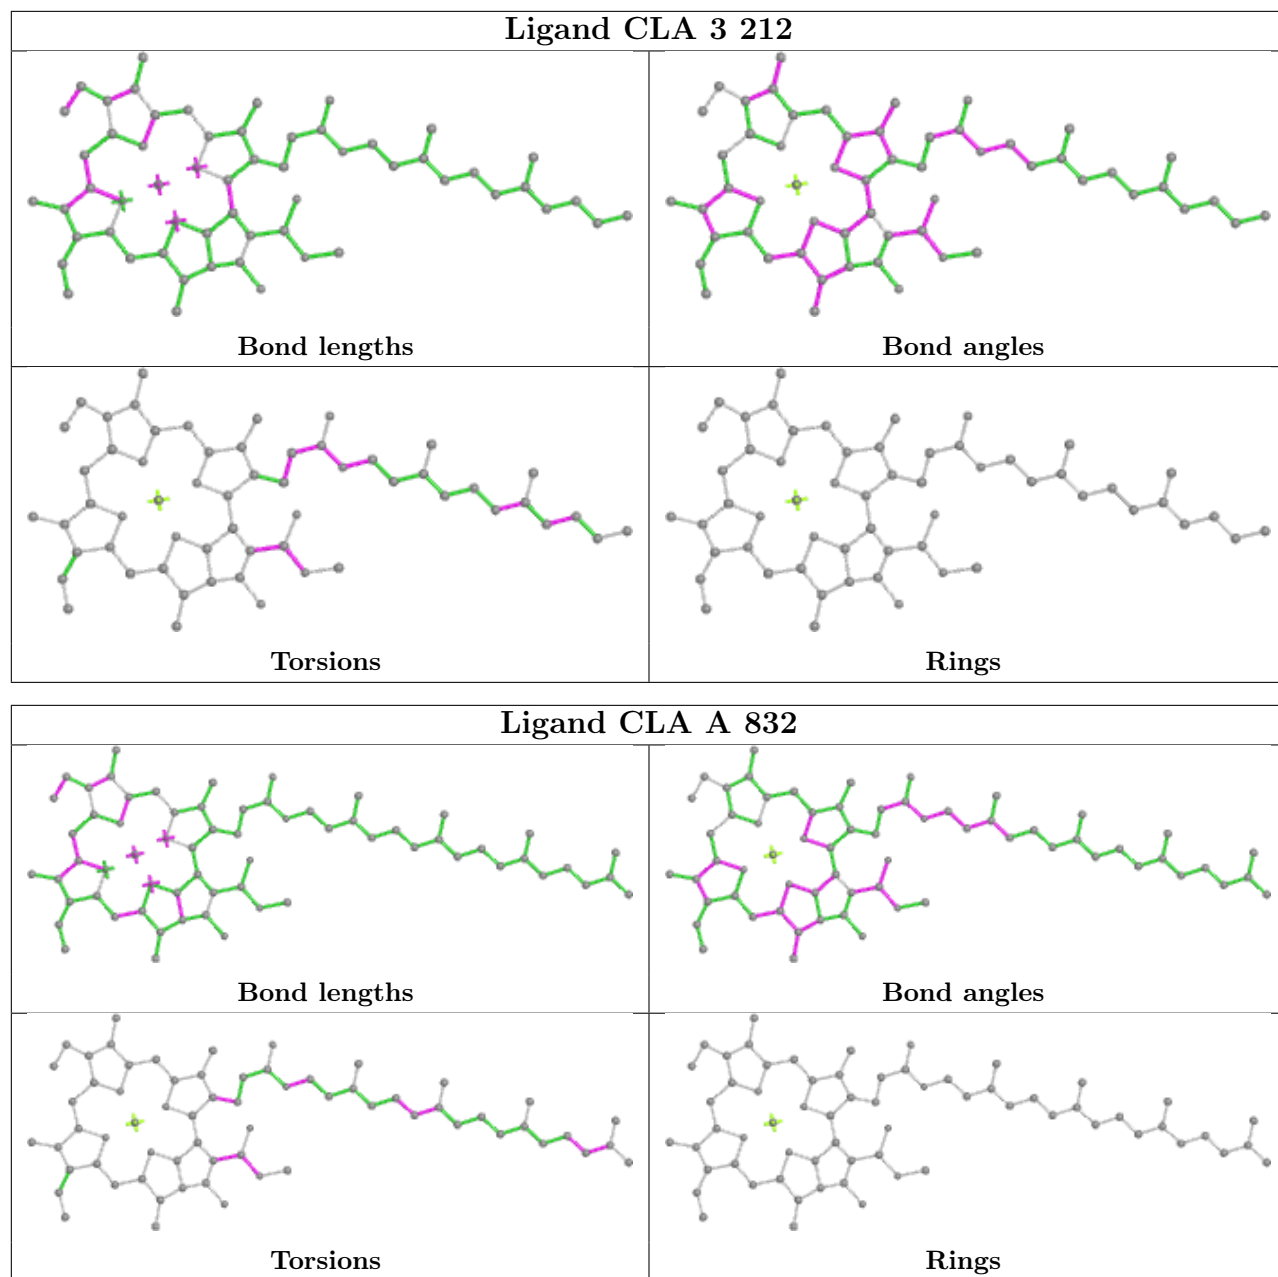 Ligand CLA 3 212
Bond lengths
Bond angles
Torsions
Rings
Ligand CLA A 832
Bond lengths
Bond angles
Torsions
Rings